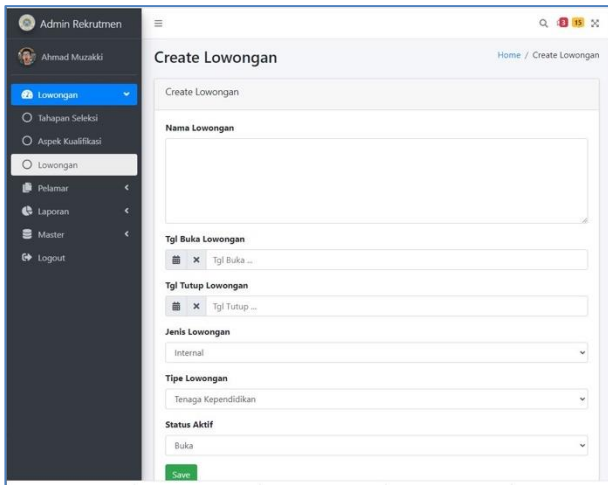 Admin Rekrutmen
3
15
Ahmad Muzakki
Create Lowongan
Home / Create Lowongan
Lowongan
Tahapan Seleksi
Aspek Kualifikasi
Lowongan
Pelamar
Laporan
Master
Logout
Create Lowongan
Nama Lowongan
Tgl Buka Lowongan
Tgl Buka ...
Tgl Tutup Lowongan
Tgl Tutup ...
Jenis Lowongan
Internal
Tipe Lowongan
Tenaga Kependidikan
Status Aktif
Buka
Save